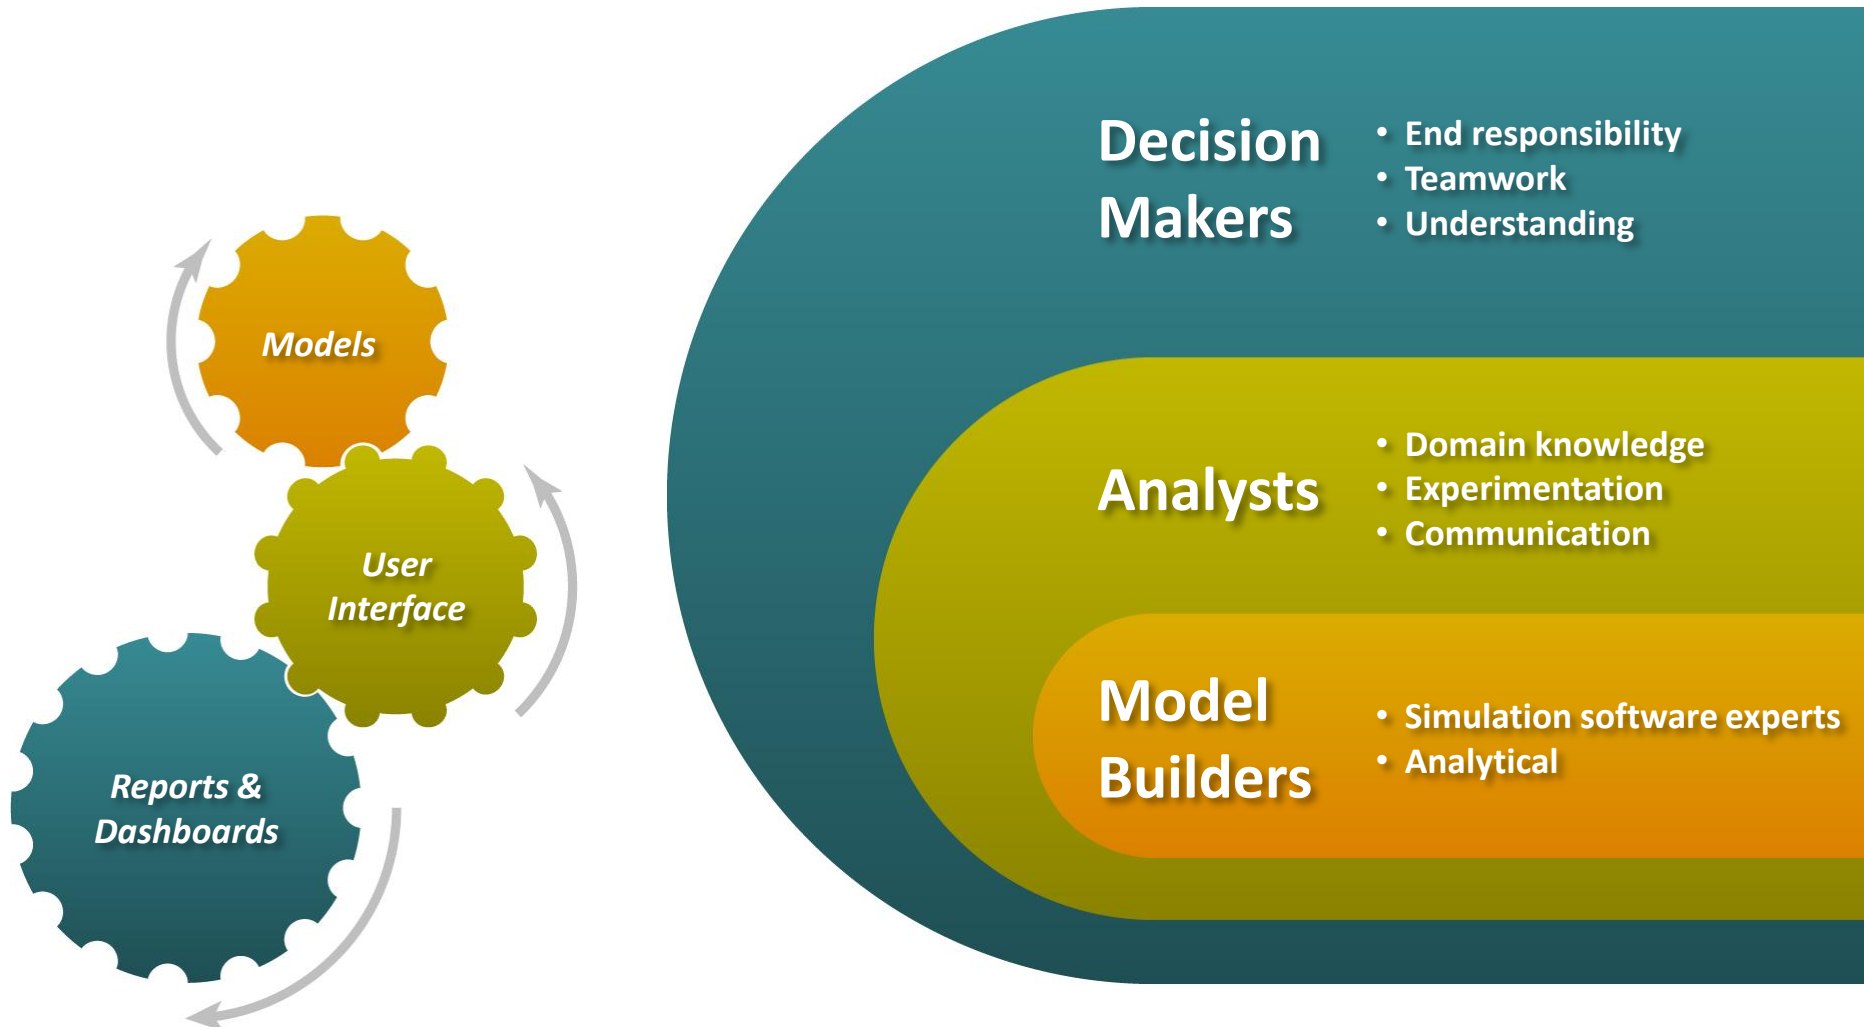 Models
User
Interface
Reports &
Dashboards
Decision
Makers
• End responsibility
• Teamwork
• Understanding
Analysts
• Domain knowledge
• Experimentation
• Communication
Model
Builders
• Simulation software experts
• Analytical